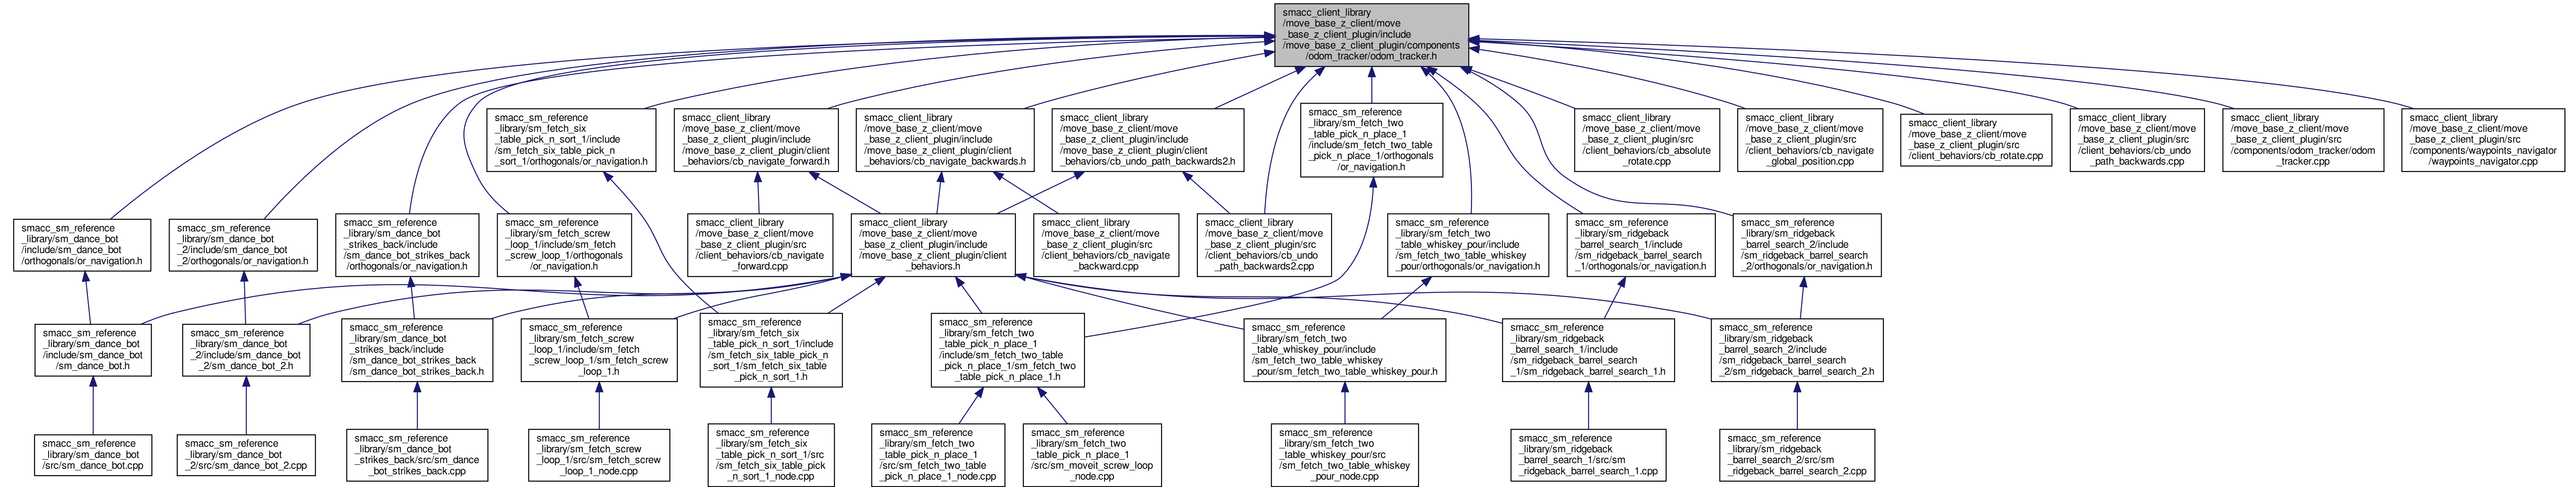 smacc_client_library
/move_base_z_client/move
_base_z_client_plugin/include
/move_base_z_client_plugin/components
/odom_tracker/odom_tracker.h
smacc_sm_reference
_library/sm_fetch_six
_table_pick_n_sort_1/include
/sm_fetch_six_table_pick_n
_sort_1/orthogonals/or_navigation.h
smacc_client_library
/move_base_z_client/move
_base_z_client_plugin/include
/move_base_z_client_plugin/client
_behaviors/cb_navigate_forward.h
smacc_client_library
/move_base_z_client/move
_base_z_client_plugin/include
/move_base_z_client_plugin/client
_behaviors/cb_navigate_backwards.h
smacc_client_library
/move_base_z_client/move
_base_z_client_plugin/include
/move_base_z_client_plugin/client
_behaviors/cb_undo_path_backwards2.h
smacc_sm_reference
_library/sm_fetch_two
_table_pick_n_place_1
/include/sm_fetch_two_table
_pick_n_place_1/orthogonals
/or_navigation.h
smacc_client_library
/move_base_z_client/move
_base_z_client_plugin/src
/client_behaviors/cb_absolute
_rotate.cpp
smacc_client_library
/move_base_z_client/move
_base_z_client_plugin/src
/client_behaviors/cb_navigate
_global_position.cpp
smacc_client_library
/move_base_z_client/move
_base_z_client_plugin/src
/client_behaviors/cb_rotate.cpp
smacc_client_library
/move_base_z_client/move
_base_z_client_plugin/src
/client_behaviors/cb_undo
_path_backwards.cpp
smacc_client_library
/move_base_z_client/move
_base_z_client_plugin/src
/components/odom_tracker/odom
_tracker.cpp
smacc_client_library
/move_base_z_client/move
_base_z_client_plugin/src
/components/waypoints_navigator
/waypoints_navigator.cpp
smacc_sm_reference
_library/sm_dance_bot
/include/sm_dance_bot
/orthogonals/or_navigation.h
smacc_sm_reference
_library/sm_dance_bot
_2/include/sm_dance_bot
_2/orthogonals/or_navigation.h
smacc_sm_reference
_library/sm_dance_bot
_strikes_back/include
/sm_dance_bot_strikes_back
/orthogonals/or_navigation.h
smacc_sm_reference
_library/sm_fetch_screw
_loop_1/include/sm_fetch
_screw_loop_1/orthogonals
/or_navigation.h
smacc_client_library
/move_base_z_client/move
_base_z_client_plugin/src
/client_behaviors/cb_navigate
_forward.cpp
smacc_client_library
/move_base_z_client/move
_base_z_client_plugin/include
/move_base_z_client_plugin/client
_behaviors.h
smacc_client_library
/move_base_z_client/move
_base_z_client_plugin/src
/client_behaviors/cb_navigate
_backward.cpp
smacc_client_library
/move_base_z_client/move
_base_z_client_plugin/src
/client_behaviors/cb_undo
_path_backwards2.cpp
smacc_sm_reference
_library/sm_fetch_two
_table_whiskey_pour/include
/sm_fetch_two_table_whiskey
_pour/orthogonals/or_navigation.h
smacc_sm_reference
_library/sm_ridgeback
_barrel_search_1/include
/sm_ridgeback_barrel_search
_1/orthogonals/or_navigation.h
smacc_sm_reference
_library/sm_ridgeback
_barrel_search_2/include
/sm_ridgeback_barrel_search
_2/orthogonals/or_navigation.h
smacc_sm_reference
_library/sm_dance_bot
/include/sm_dance_bot
/sm_dance_bot.h
smacc_sm_reference
_library/sm_dance_bot
_2/include/sm_dance_bot
_2/sm_dance_bot_2.h
smacc_sm_reference
_library/sm_dance_bot
_strikes_back/include
/sm_dance_bot_strikes_back
/sm_dance_bot_strikes_back.h
smacc_sm_reference
_library/sm_fetch_screw
_loop_1/include/sm_fetch
_screw_loop_1/sm_fetch_screw
_loop_1.h
smacc_sm_reference
_library/sm_fetch_six
_table_pick_n_sort_1/include
/sm_fetch_six_table_pick_n
_sort_1/sm_fetch_six_table
_pick_n_sort_1.h
smacc_sm_reference
_library/sm_fetch_two
_table_pick_n_place_1
/include/sm_fetch_two_table
_pick_n_place_1/sm_fetch_two
_table_pick_n_place_1.h
smacc_sm_reference
_library/sm_fetch_two
_table_whiskey_pour/include
/sm_fetch_two_table_whiskey
_pour/sm_fetch_two_table_whiskey_pour.h
smacc_sm_reference
_library/sm_ridgeback
_barrel_search_1/include
/sm_ridgeback_barrel_search
_1/sm_ridgeback_barrel_search_1.h
smacc_sm_reference
_library/sm_ridgeback
_barrel_search_2/include
/sm_ridgeback_barrel_search
_2/sm_ridgeback_barrel_search_2.h
smacc_sm_reference
_library/sm_dance_bot
/src/sm_dance_bot.cpp
smacc_sm_reference
_library/sm_dance_bot
_2/src/sm_dance_bot_2.cpp
smacc_sm_reference
_library/sm_dance_bot
_strikes_back/src/sm_dance
_bot_strikes_back.cpp
smacc_sm_reference
_library/sm_fetch_screw
_loop_1/src/sm_fetch_screw
_loop_1_node.cpp
smacc_sm_reference
_library/sm_fetch_six
_table_pick_n_sort_1/src
/sm_fetch_six_table_pick
_n_sort_1_node.cpp
smacc_sm_reference
_library/sm_fetch_two
_table_pick_n_place_1
/src/sm_fetch_two_table
_pick_n_place_1_node.cpp
smacc_sm_reference
_library/sm_fetch_two
_table_pick_n_place_1
/src/sm_moveit_screw_loop
_node.cpp
smacc_sm_reference
_library/sm_fetch_two
_table_whiskey_pour/src
/sm_fetch_two_table_whiskey
_pour_node.cpp
smacc_sm_reference
_library/sm_ridgeback
_barrel_search_1/src/sm
_ridgeback_barrel_search_1.cpp
smacc_sm_reference
_library/sm_ridgeback
_barrel_search_2/src/sm
_ridgeback_barrel_search_2.cpp